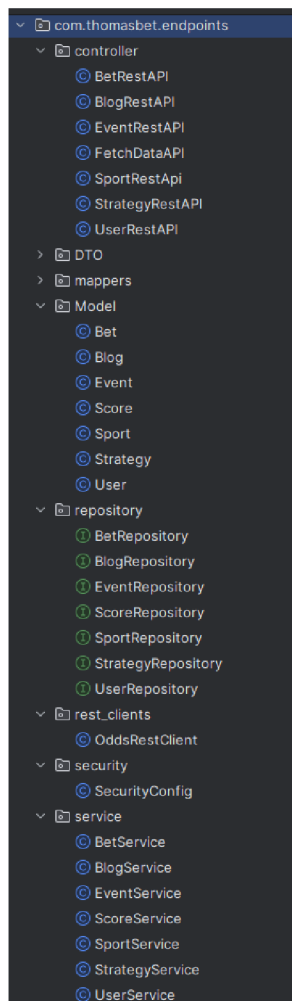 com.thomasbet.endpoints
controller
BetRestAPI
BlogRestAPI
EventRestAPI
FetchDataAPI
SportRestApi
StrategyRestAPI
UserRestAPI
DTO
mappers
Model
Bet
Blog
Event
Score
Sport
Strategy
User
repository
BetRepository
BlogRepository
EventRepository
ScoreRepository
SportRepository
StrategyRepository
UserRepository
rest_clients
OddsRestClient
security
SecurityConfig
service
BetService
BlogService
EventService
ScoreService
SportService
StrategyService
UserService